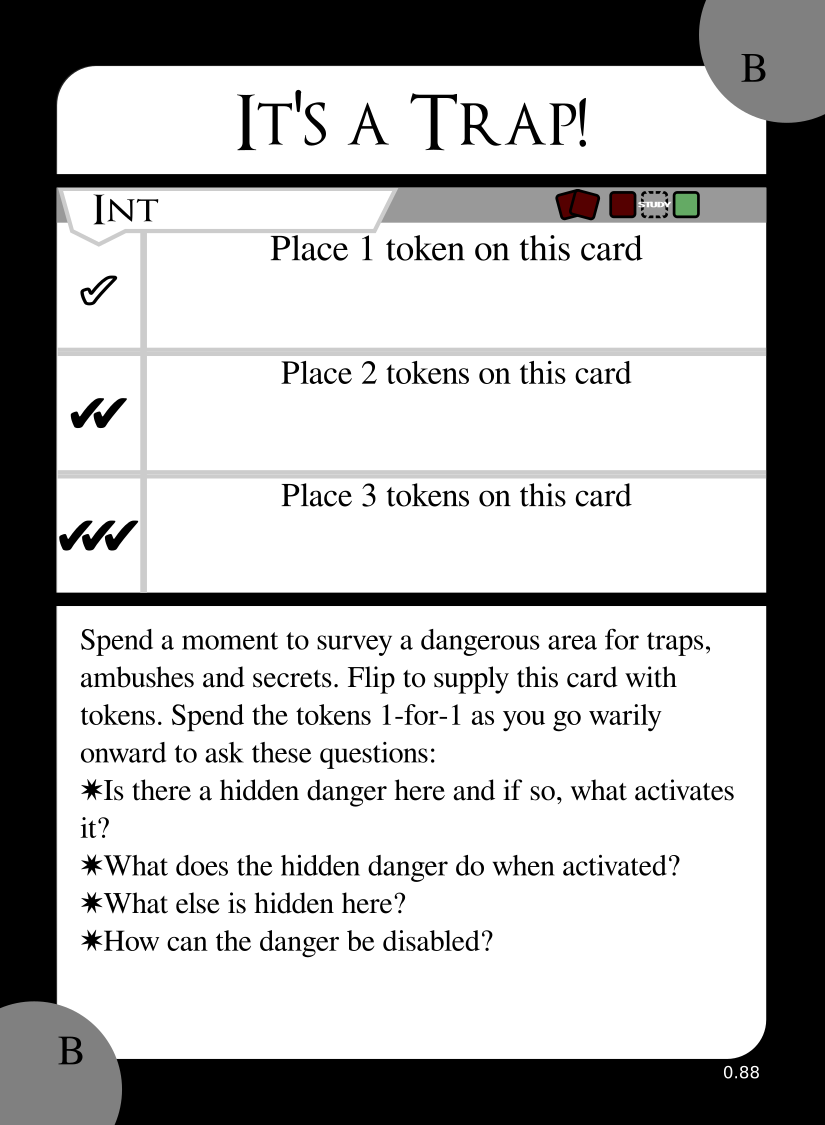 B
It's a Trap!
Int
STUDY
Place 1 token on this card
✓
Place 2 tokens on this card
✔✔
Place 3 tokens on this card
✔✔✔
Spend a moment to survey a dangerous area for traps,
ambushes and secrets. Flip to supply this card with
tokens. Spend the tokens 1-for-1 as you go warily
onward to ask these questions:
✷Is there a hidden danger here and if so, what activates
it?
✷What does the hidden danger do when activated?
✷What else is hidden here?
✷How can the danger be disabled?
B
0.88